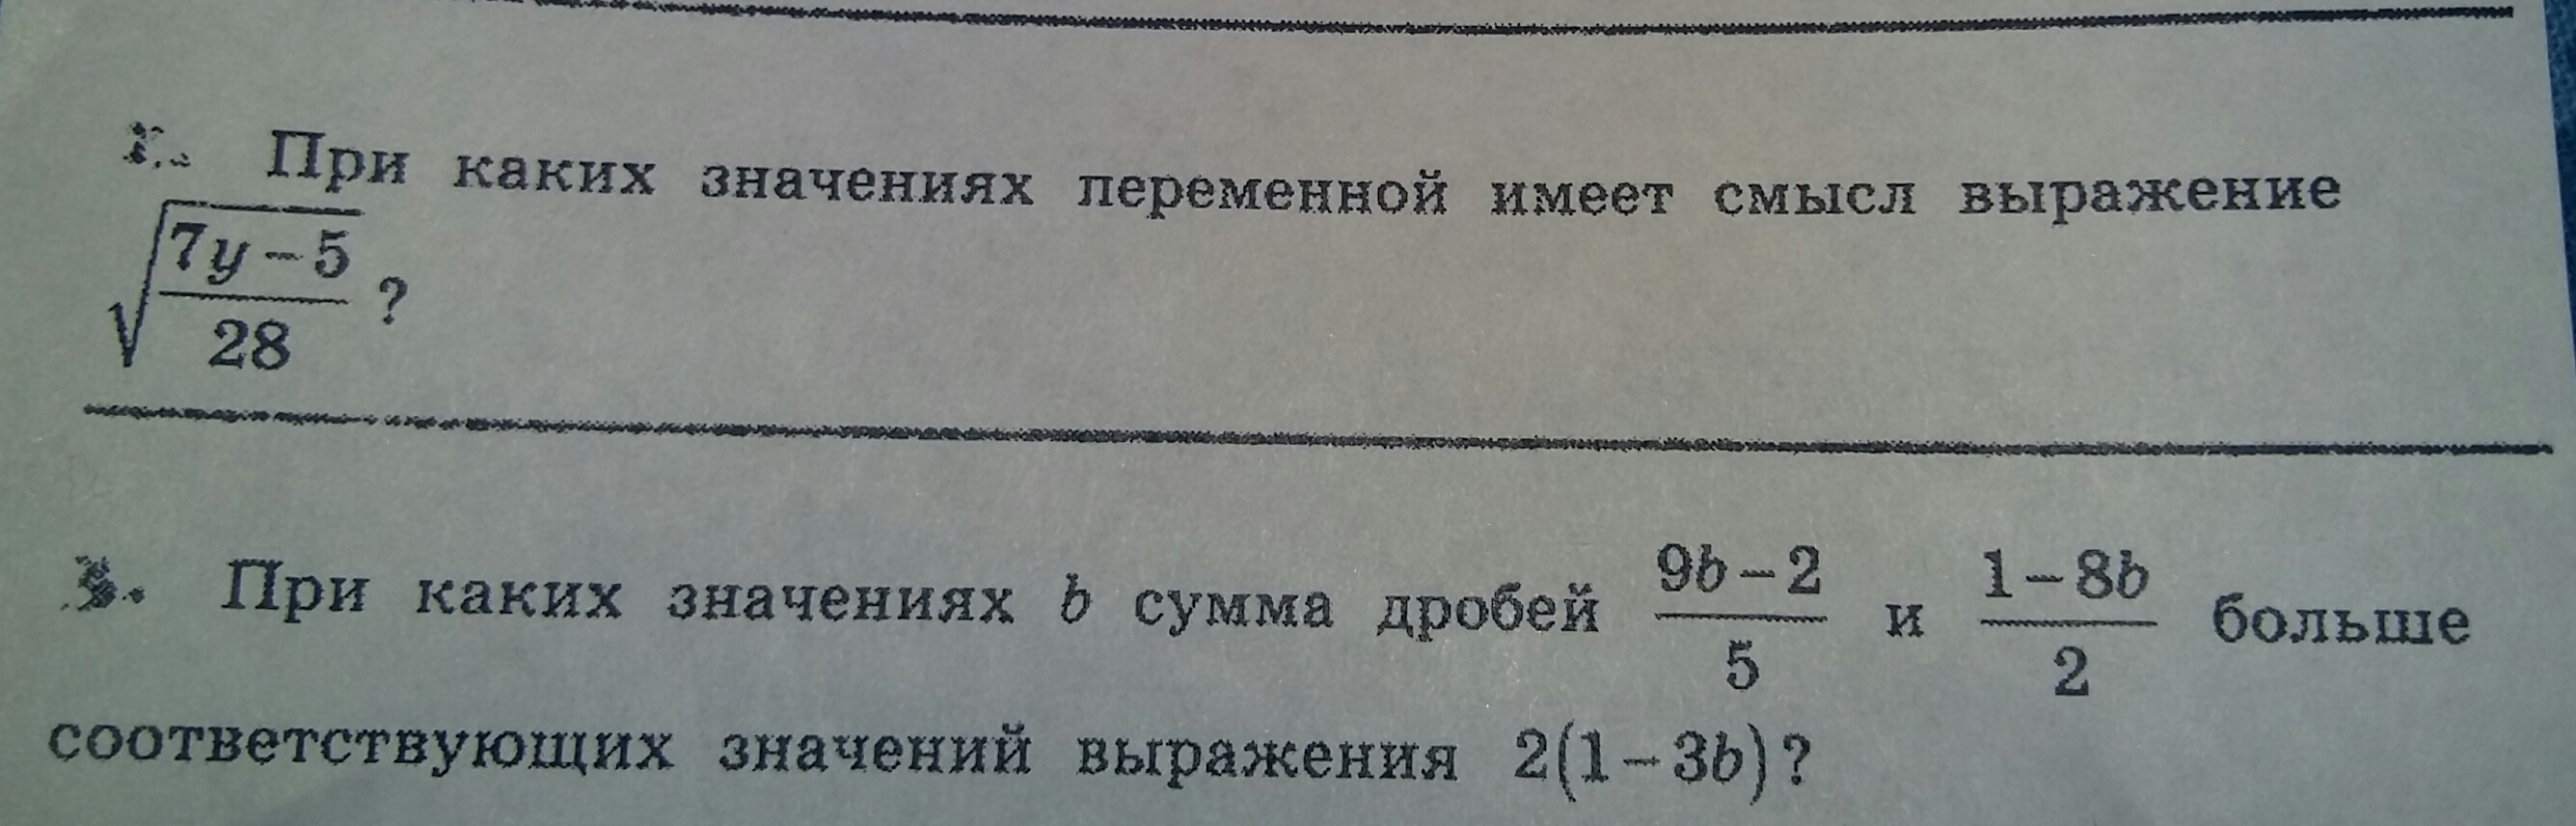 При каких значениях переменной имеет смысл выражение
√((7y−5)/28) ?
При каких значениях b сумма дробей (9b−2)/5 и (1−8b)/2 больше
соответствующих значений выражения 2(1−3b)?